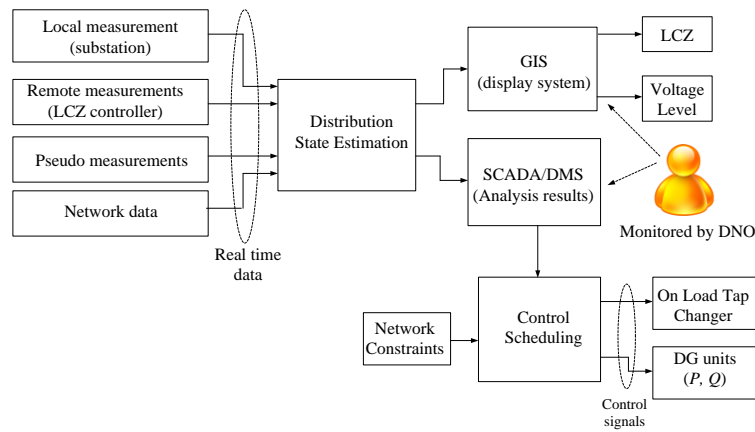 Local measurement
(substation)
Remote measurements
(LCZ controller)
Pseudo measurements
Network data
Real time
data
Distribution
State Estimation
GIS
(display system)
LCZ
Voltage
Level
SCADA/DMS
(Analysis results)
Monitored by DNO
Network
Constraints
Control
Scheduling
On Load Tap
Changer
DG units
(P, Q)
Control
signals